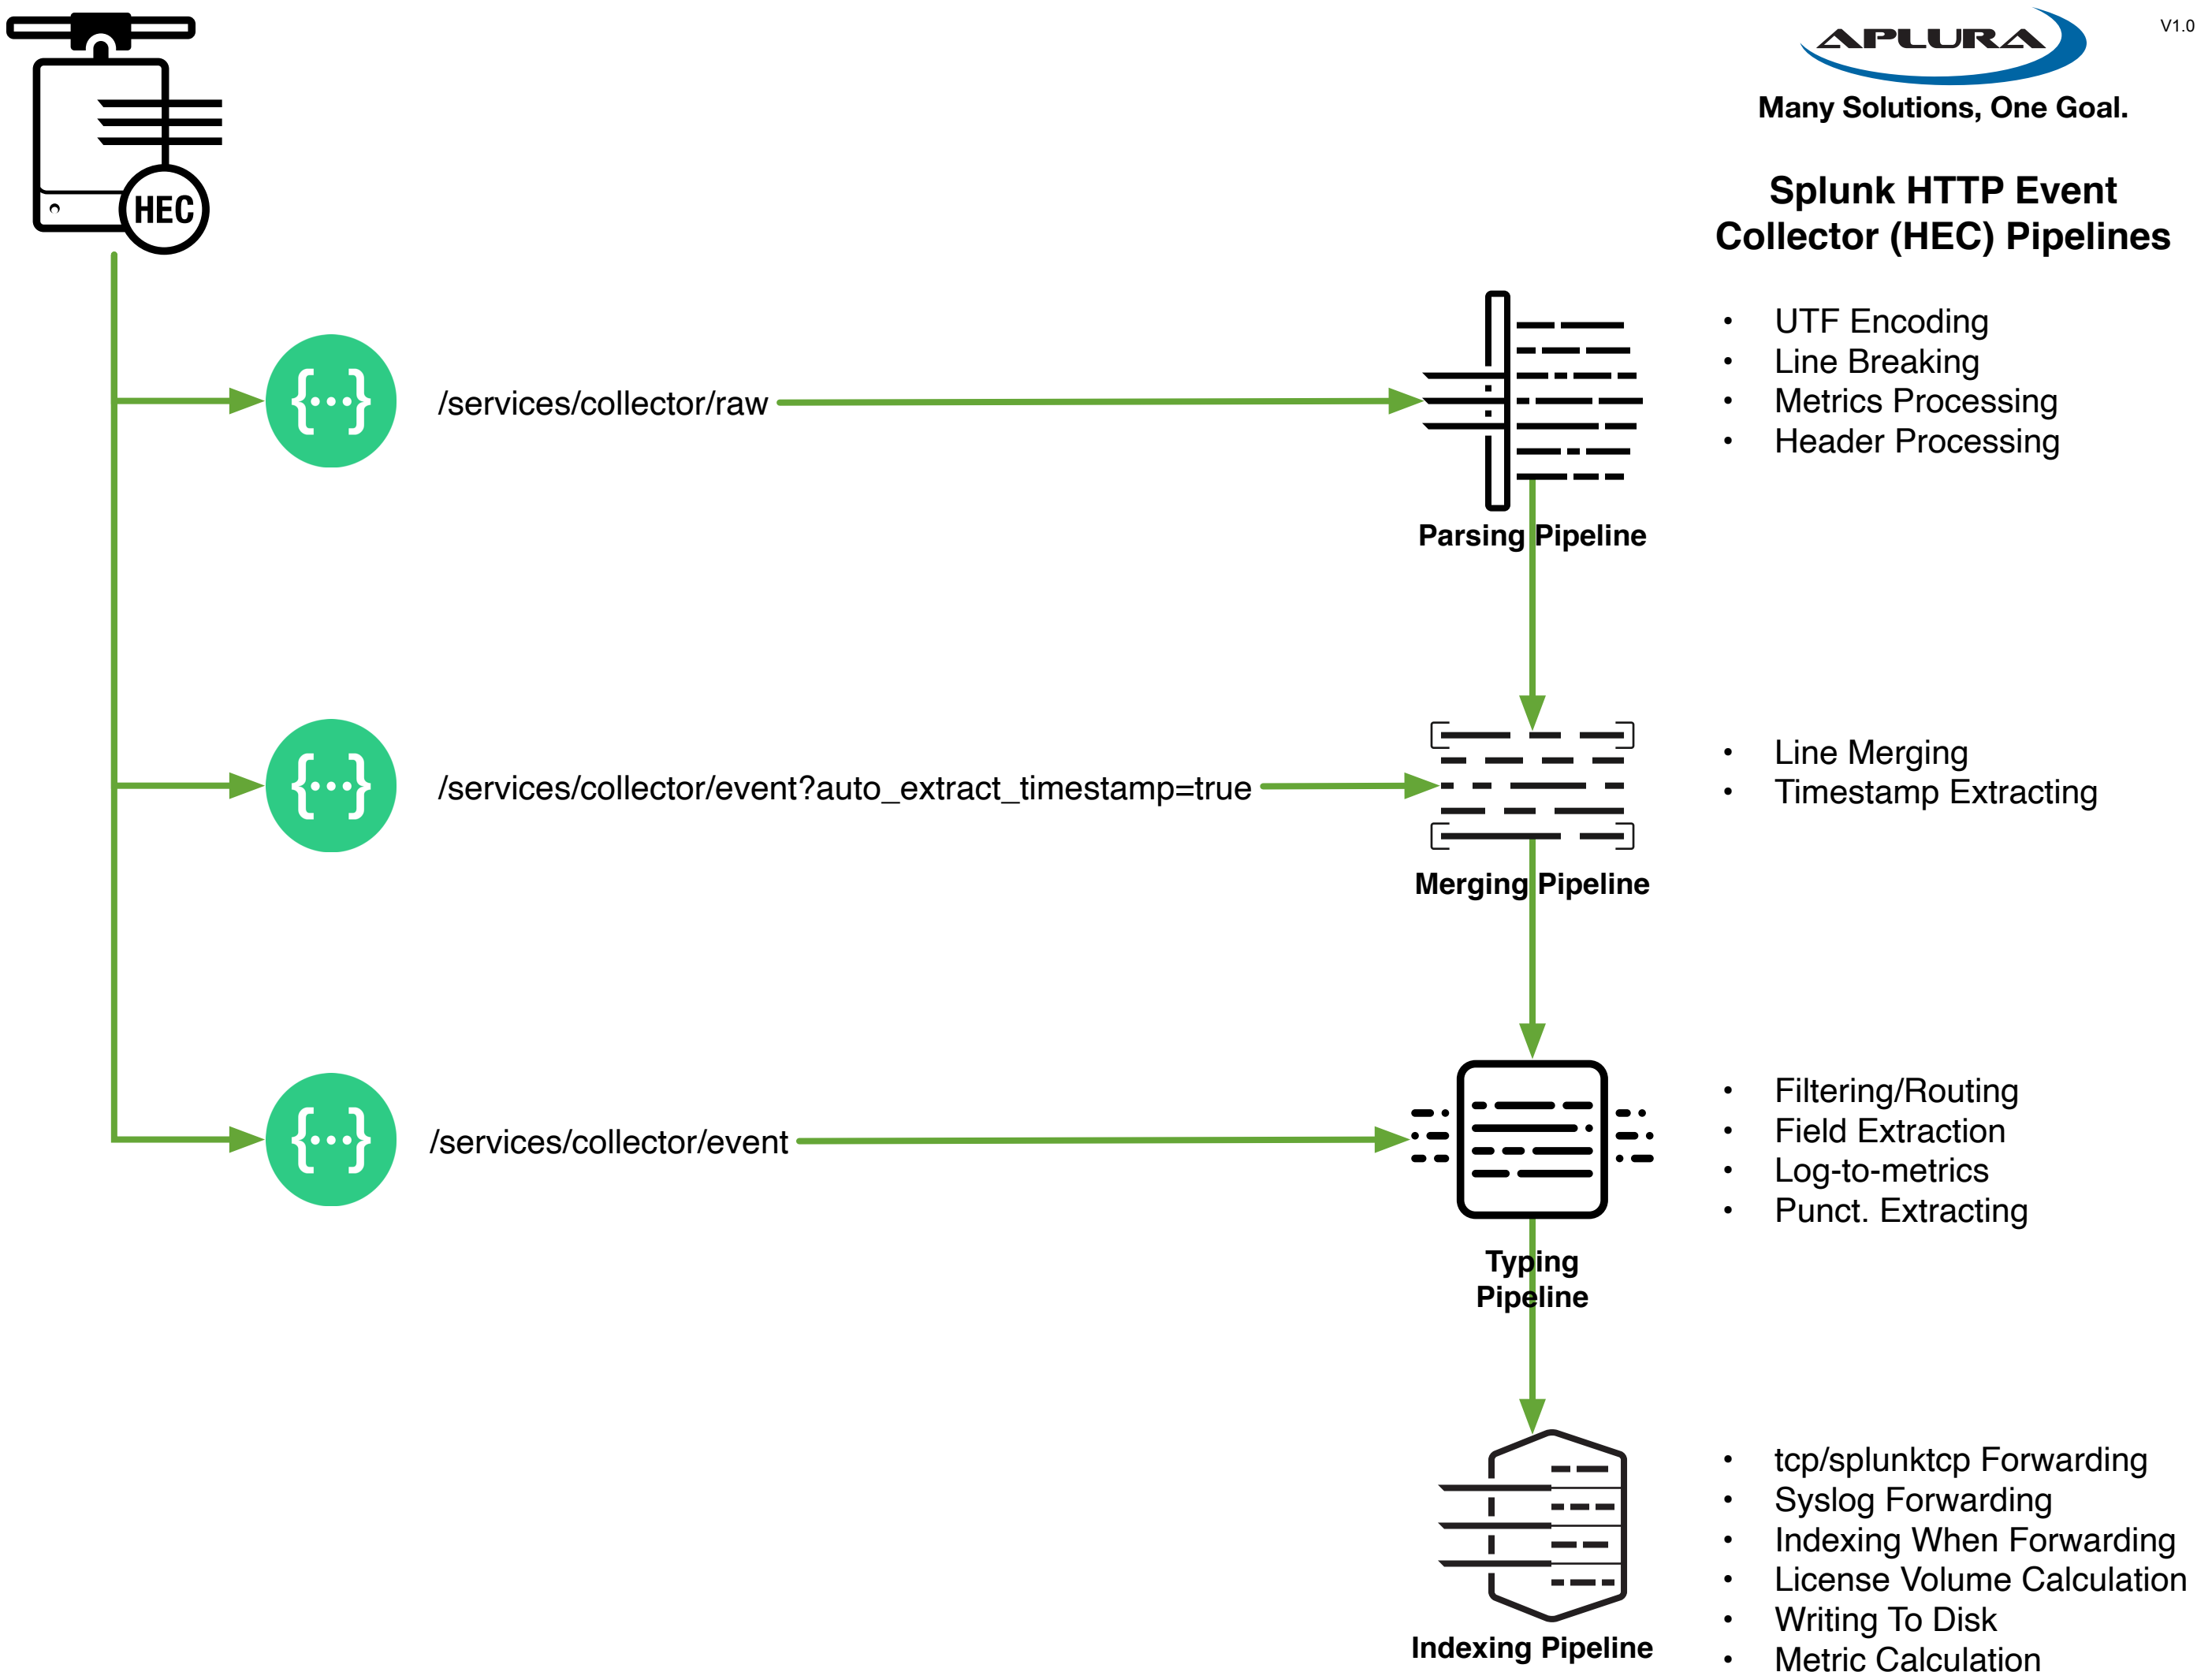 APLURA
V1.0
Many Solutions, One Goal.
HEC
Splunk HTTP Event
Collector (HEC) Pipelines
• UTF Encoding
• Line Breaking
• Metrics Processing
• Header Processing
{...}
/services/collector/raw
Parsing Pipeline
• Line Merging
• Timestamp Extracting
{...}
/services/collector/event?auto_extract_timestamp=true
Merging Pipeline
• Filtering/Routing
• Field Extraction
• Log-to-metrics
• Punct. Extracting
{...}
/services/collector/event
Typing
Pipeline
• tcp/splunktcp Forwarding
• Syslog Forwarding
• Indexing When Forwarding
• License Volume Calculation
• Writing To Disk
• Metric Calculation
Indexing Pipeline